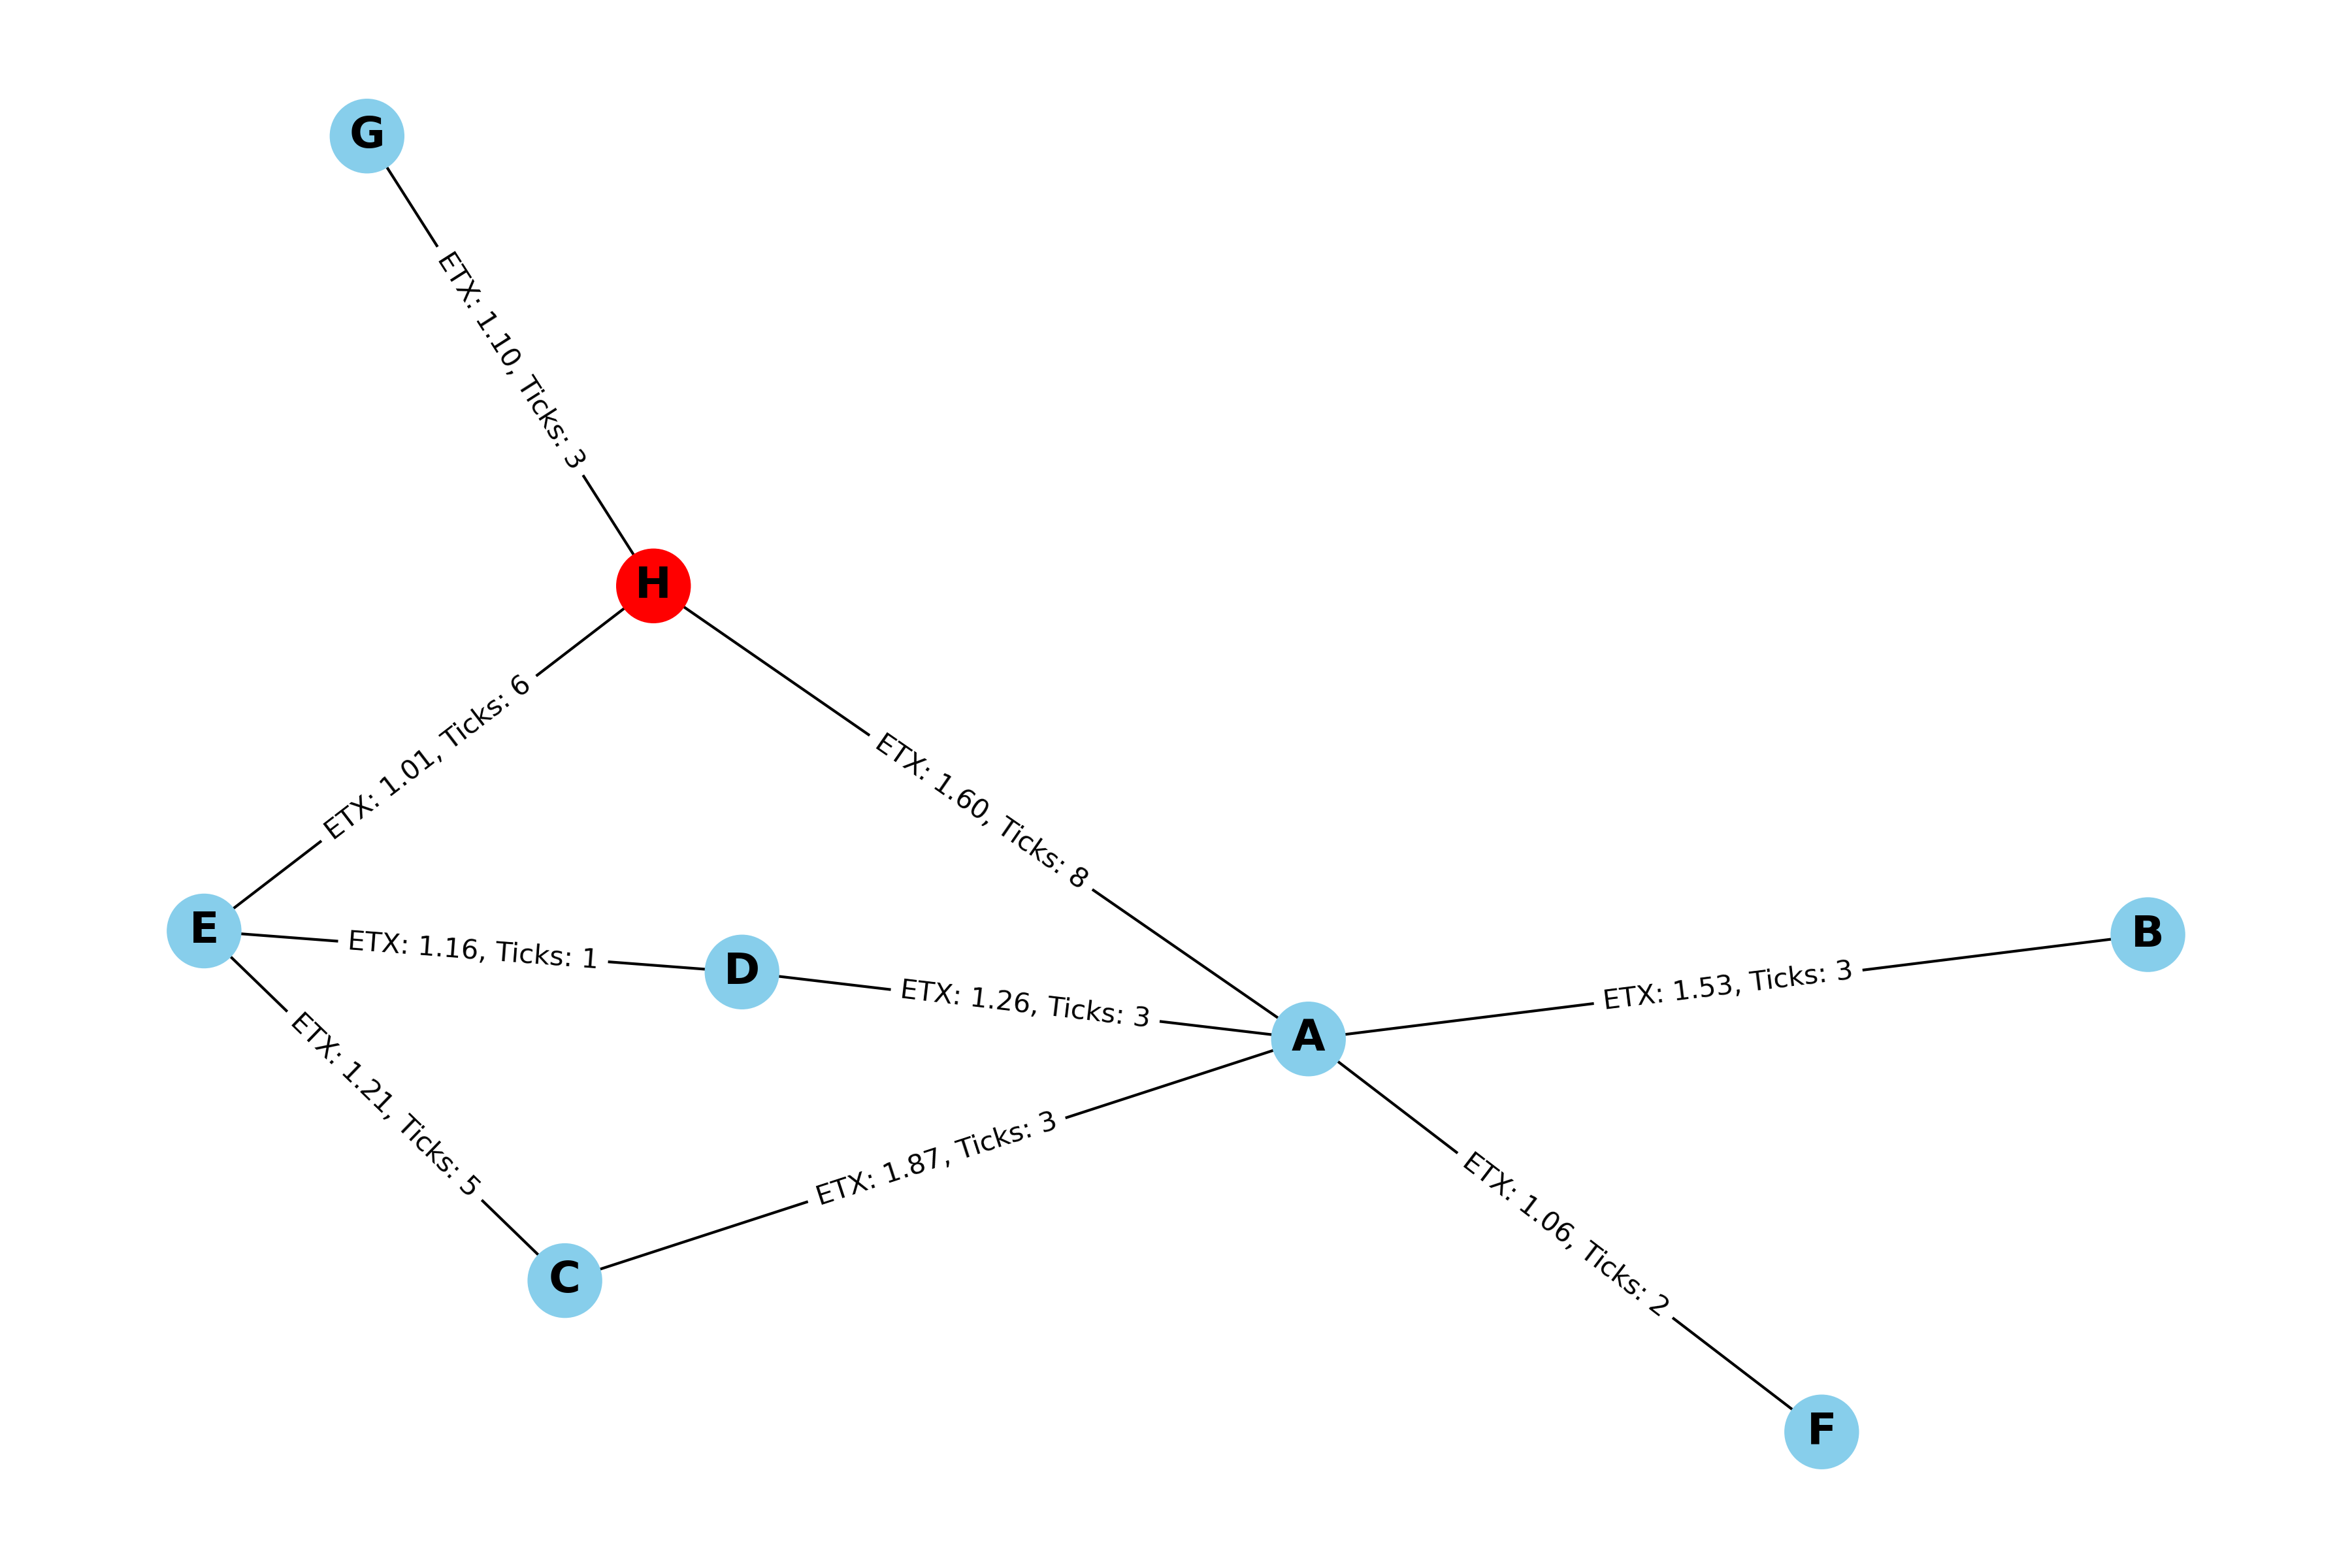 G
ETX: 1.10, Ticks: 3
H
ETX: 1.01, Ticks: 6
ETX: 1.60, Ticks: 8
E
ETX: 1.16, Ticks: 1
D
ETX: 1.26, Ticks: 3
A
ETX: 1.53, Ticks: 3
B
ETX: 1.21, Ticks: 5
ETX: 1.87, Ticks: 3
ETX: 1.06, Ticks: 2
C
F